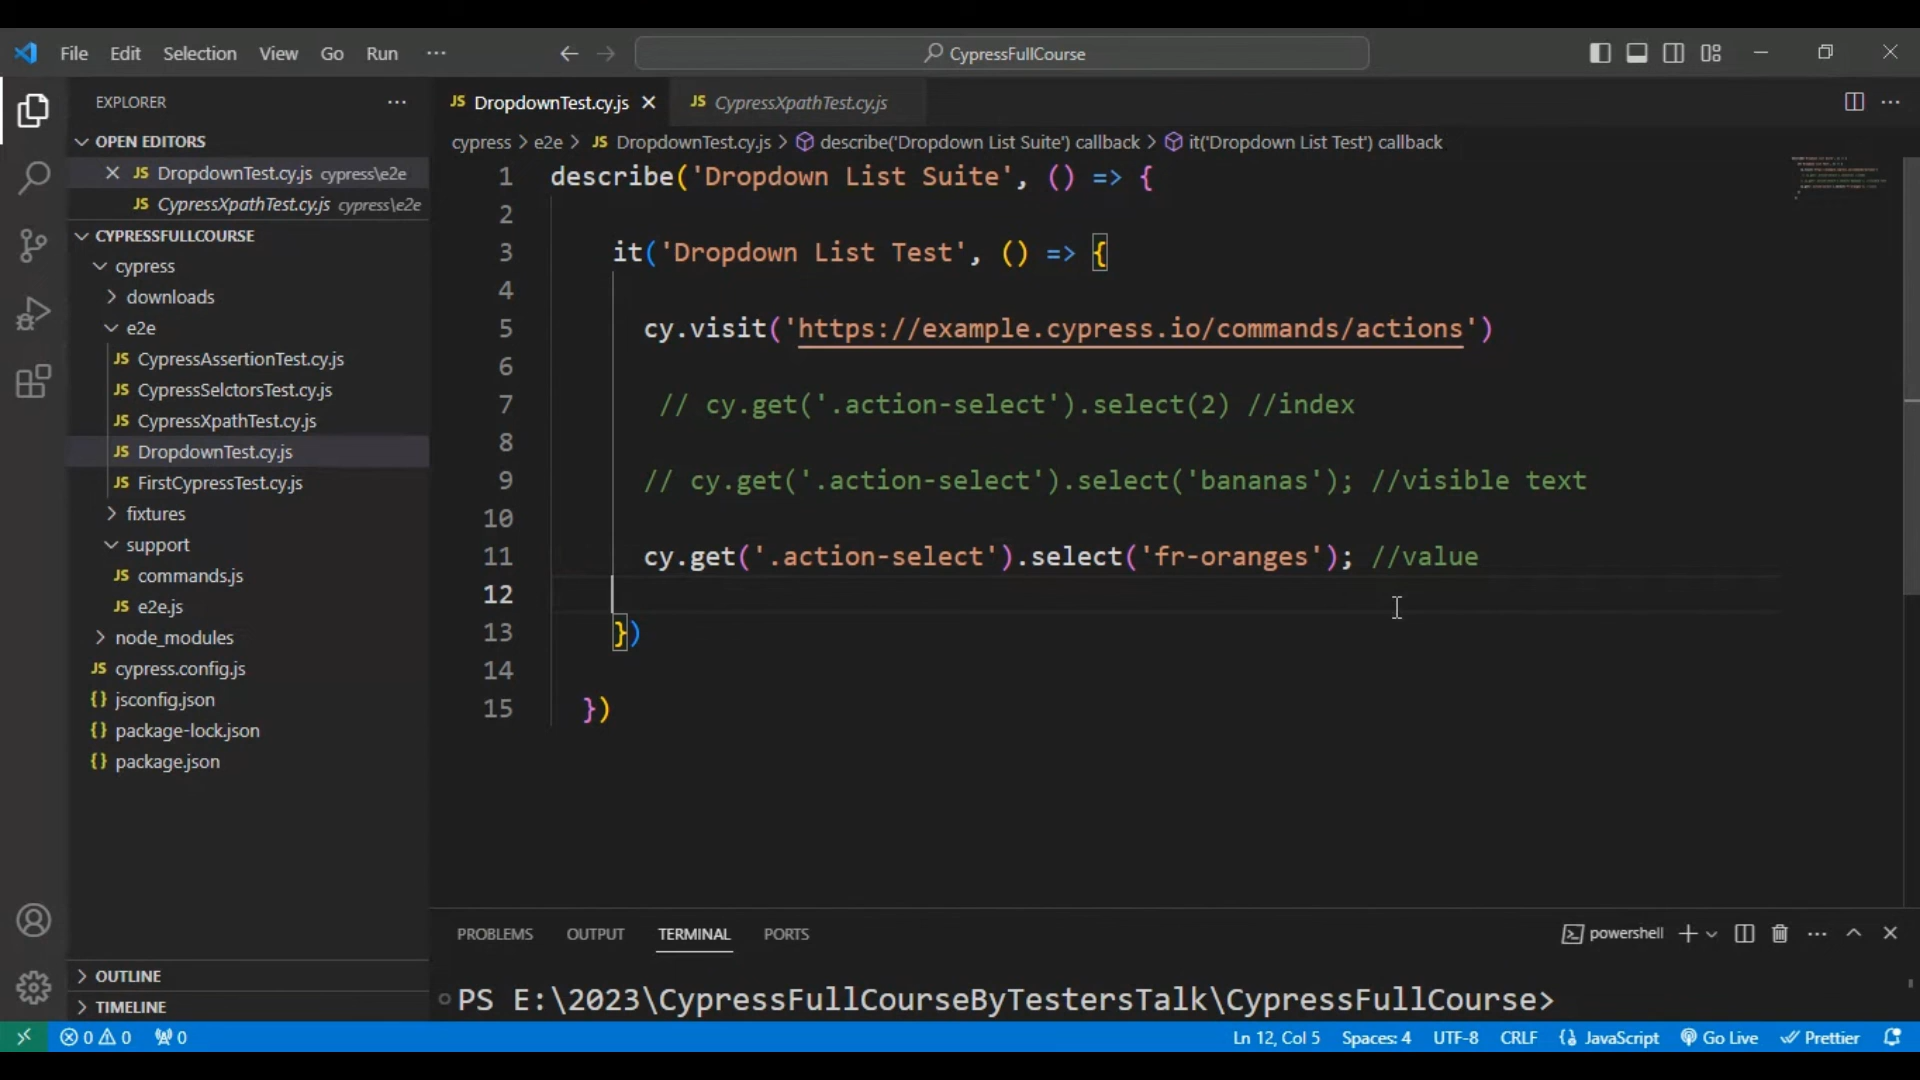 File Edit Selection View Go Run ··· CypressFullCourse
EXPLORER
OPEN EDITORS
JS DropdownTest.cy.js cypress\e2e
JS CypressXpathTest.cy.js cypress\e2e
CYPRESSFULLCOURSE
cypress
downloads
e2e
JS CypressAssertionTest.cy.js
JS CypressSelctorsTest.cy.js
JS CypressXpathTest.cy.js
JS DropdownTest.cy.js
JS FirstCypressTest.cy.js
fixtures
support
JS commands.js
JS e2e.js
node_modules
JS cypress.config.js
{} jsconfig.json
{} package-lock.json
{} package.json
OUTLINE
TIMELINE
JS DropdownTest.cy.js JS CypressXpathTest.cy.js
cypress > e2e > JS DropdownTest.cy.js > describe('Dropdown List Suite') callback > it('Dropdown List Test') callback
1 describe('Dropdown List Suite', () => {
2
3 it('Dropdown List Test', () => {
4
5 cy.visit('https://example.cypress.io/commands/actions')
6
7 // cy.get('.action-select').select(2) //index
8
9 // cy.get('.action-select').select('bananas'); //visible text
10
11 cy.get('.action-select').select('fr-oranges'); //value
12
13 })
14
15 })
PROBLEMS OUTPUT TERMINAL PORTS powershell
PS E:\2023\CypressFullCourseByTestersTalk\CypressFullCourse>
0 0 0 Ln 12, Col 5 Spaces: 4 UTF-8 CRLF JavaScript Go Live Prettier